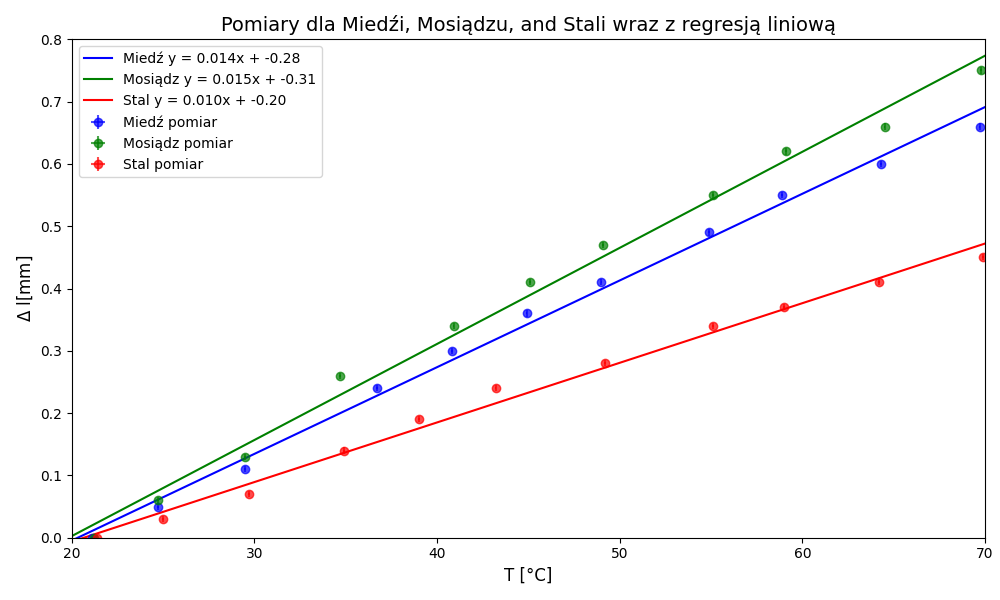 Pomiary dla Miedźi, Mosiądzu, and Stali wraz z regresją liniową
Miedź y = 0.014x + -0.28
Mosiądz y = 0.015x + -0.31
Stal y = 0.010x + -0.20
Miedź pomiar
Mosiądz pomiar
Stal pomiar
0.8
0.7
0.6
0.5
0.4
0.3
0.2
0.1
0.0
Δ l[mm]
20 30 40 50 60 70
T [°C]